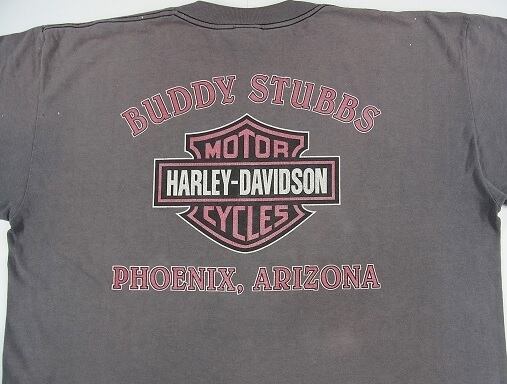 BUDDY STUBBS
MOTOR
HARLEY-DAVIDSON
CYCLES
PHOENIX, ARIZONA